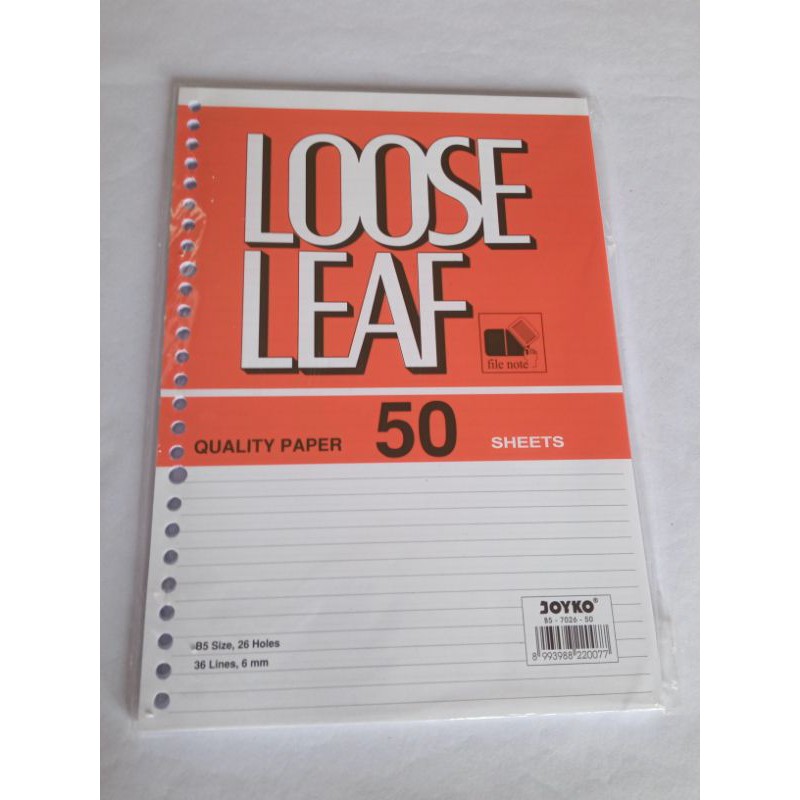 LOOSE
LEAF
file note
QUALITY PAPER 50 SHEETS
JOYKO®
B5 - 7026 - 50
8 993988 220077
B5 Size, 26 Holes
36 Lines, 6 mm